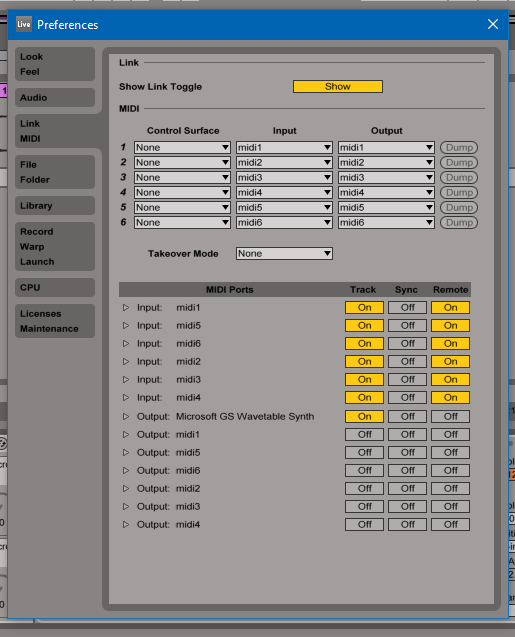 Live Preferences
Look
Feel
Audio
Link
MIDI
File
Folder
Library
Record
Warp
Launch
CPU
Licenses
Maintenance
Link
Show Link Toggle Show
MIDI
Control Surface Input Output
1 None midi1 midi1 Dump
2 None midi2 midi2 Dump
3 None midi3 midi3 Dump
4 None midi4 midi4 Dump
5 None midi5 midi5 Dump
6 None midi6 midi6 Dump
Takeover Mode None
MIDI Ports Track Sync Remote
Input: midi1 On Off On
Input: midi5 On Off On
Input: midi6 On Off On
Input: midi2 On Off On
Input: midi3 On Off On
Input: midi4 On Off On
Output: Microsoft GS Wavetable Synth On Off Off
Output: midi1 Off Off Off
Output: midi5 Off Off Off
Output: midi6 Off Off Off
Output: midi2 Off Off Off
Output: midi3 Off Off Off
Output: midi4 Off Off Off